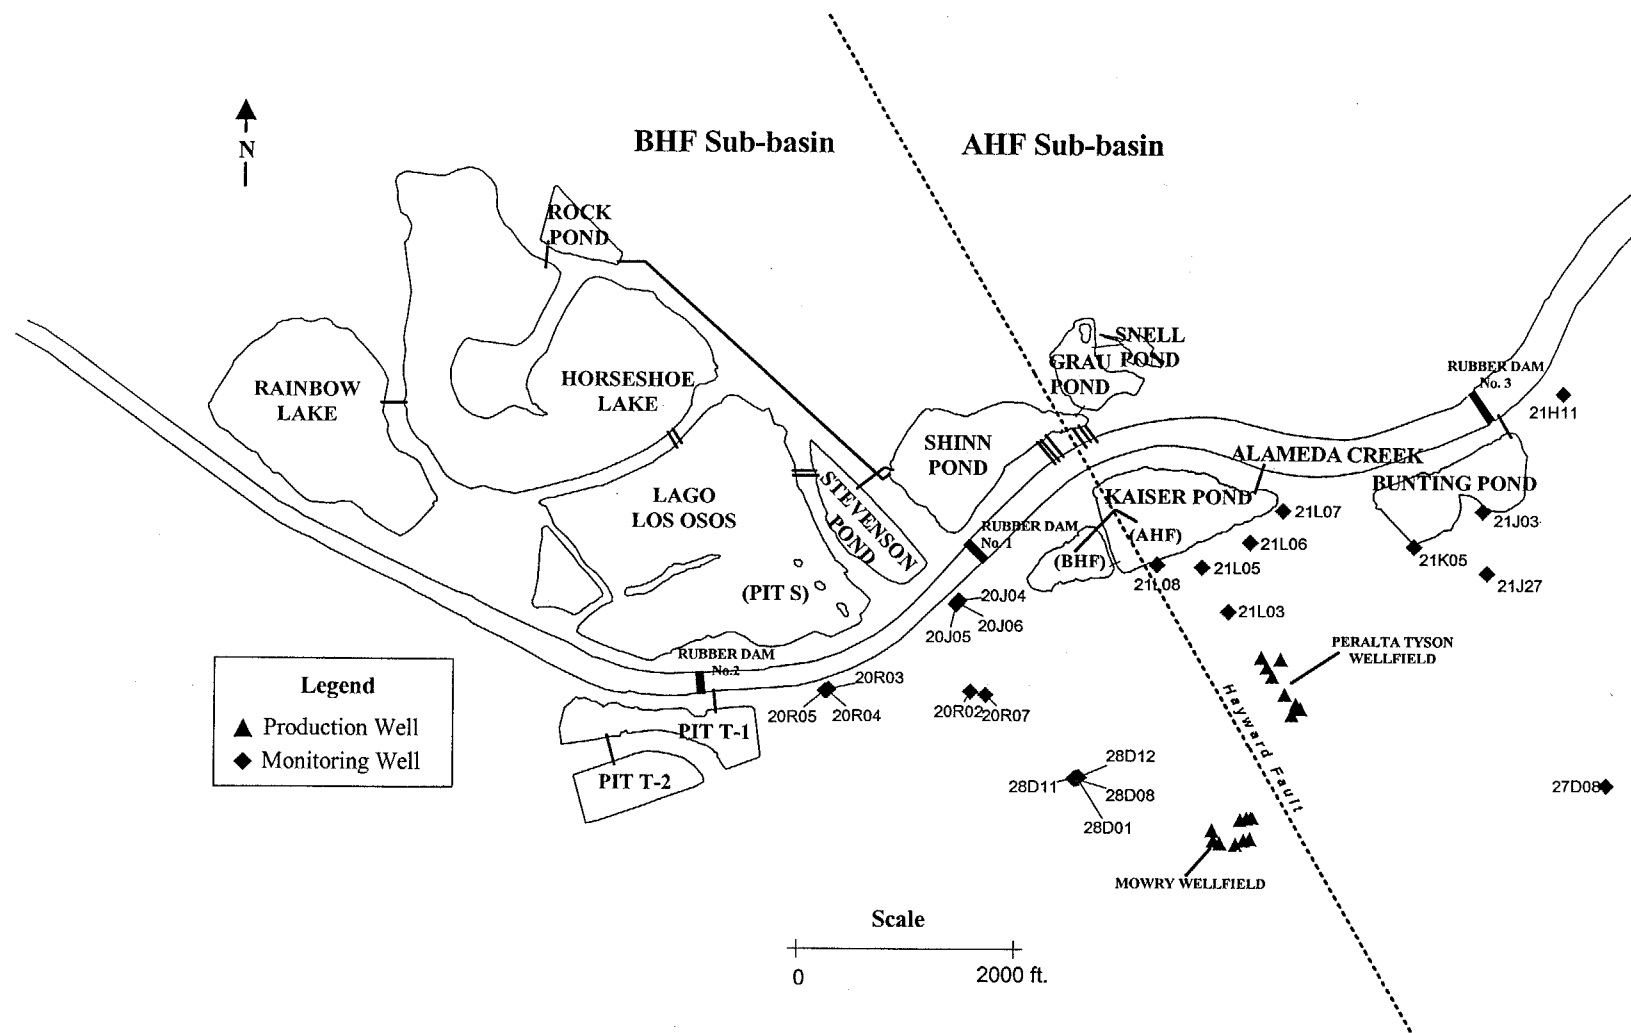 BHF Sub-basin
AHF Sub-basin
N
ROCK
POND
SNELL
POND
GRAU
POND
RUBBER DAM
No. 3
RAINBOW
LAKE
HORSESHOE
LAKE
21H11
SHINN
POND
ALAMEDA CREEK
LAGO
LOS OSOS
STEVENSON
POND
KAISER POND
BUNTING POND
21L07
21J03
RUBBER DAM
No. 1
(AHF)
(BHF)
21L06
21K05
21L08
21L05
21J27
(PIT S)
20J04
20J05
20J06
21L03
PERALTA TYSON
WELLFIELD
RUBBER DAM
No.2
20R03
20R05
20R04
20R02
20R07
Hayward Fault
Legend
Production Well
Monitoring Well
PIT T-1
PIT T-2
28D12
28D11
28D08
28D01
27D08
MOWRY WELLFIELD
Scale
0
2000 ft.